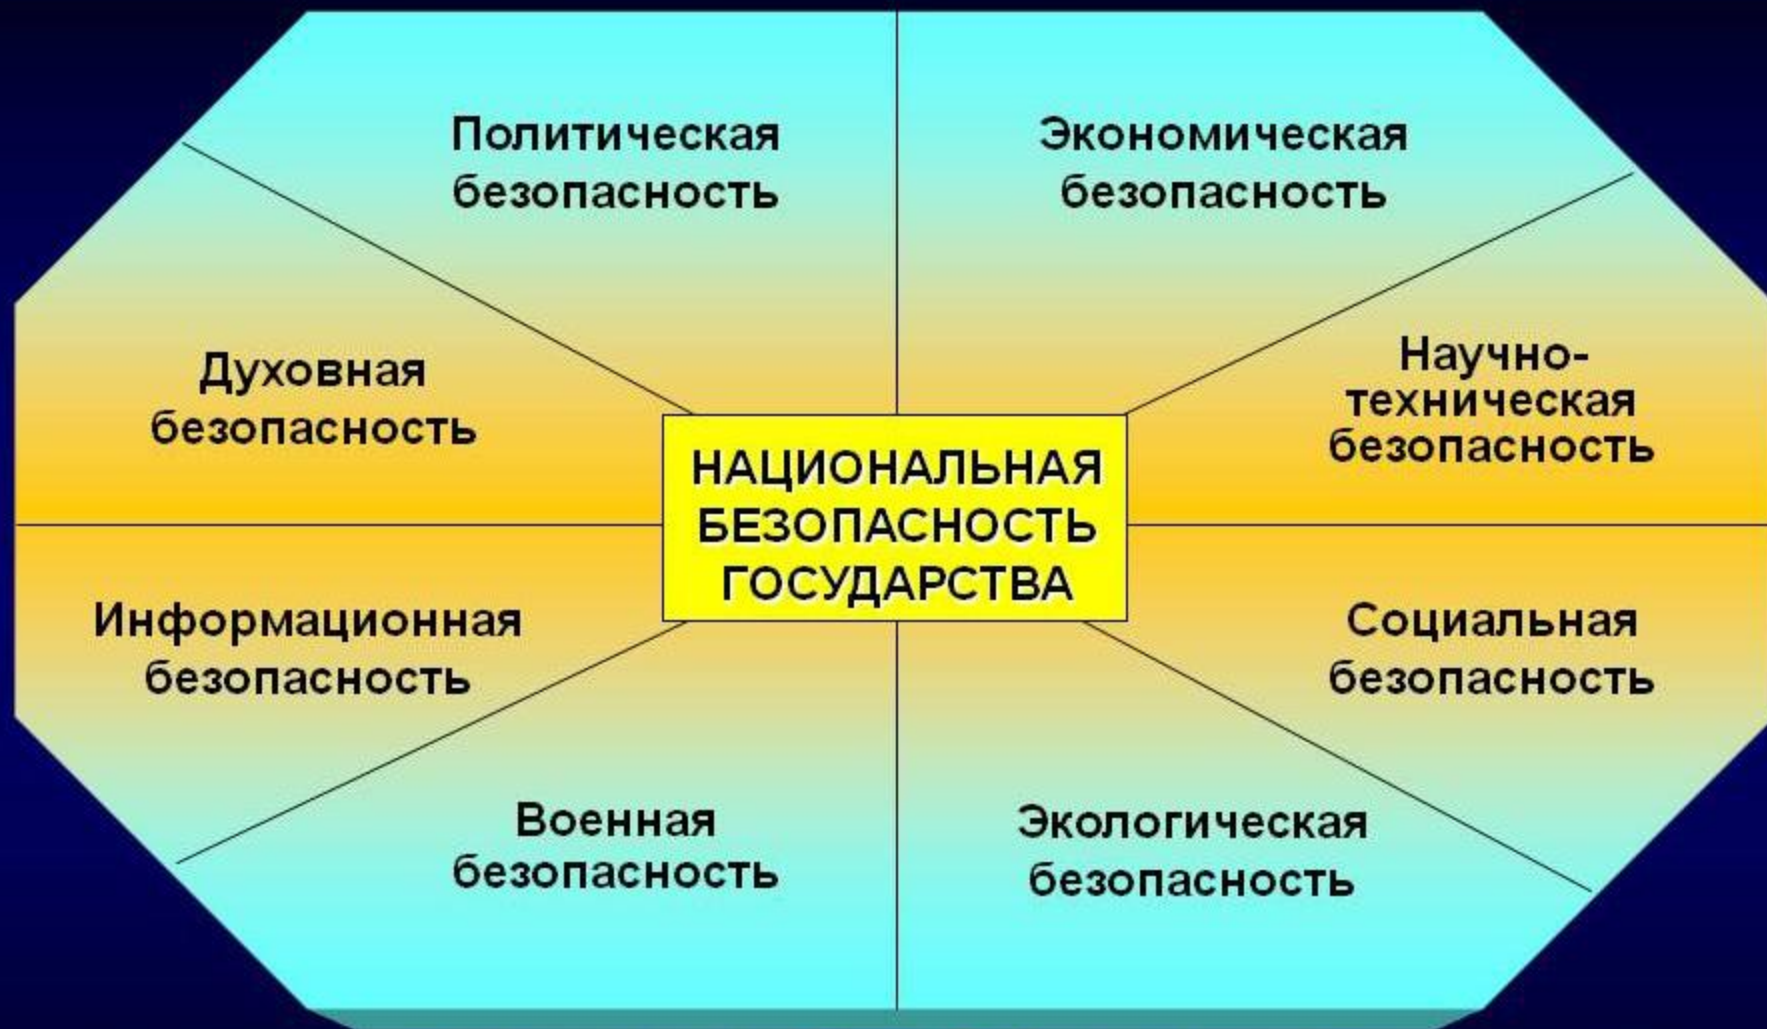 Политическая
безопасность
Экономическая
безопасность
Духовная
безопасность
Научно-
техническая
безопасность
НАЦИОНАЛЬНАЯ
БЕЗОПАСНОСТЬ
ГОСУДАРСТВА
Информационная
безопасность
Социальная
безопасность
Военная
безопасность
Экологическая
безопасность